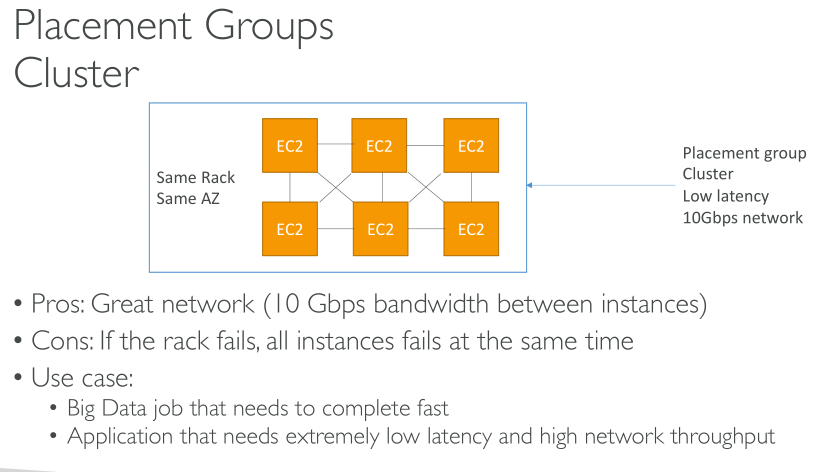 Placement Groups
Cluster
Same Rack
Same AZ
EC2 EC2 EC2
EC2 EC2 EC2
Placement group
Cluster
Low latency
10Gbps network
• Pros: Great network (10 Gbps bandwidth between instances)
• Cons: If the rack fails, all instances fails at the same time
• Use case:
• Big Data job that needs to complete fast
• Application that needs extremely low latency and high network throughput